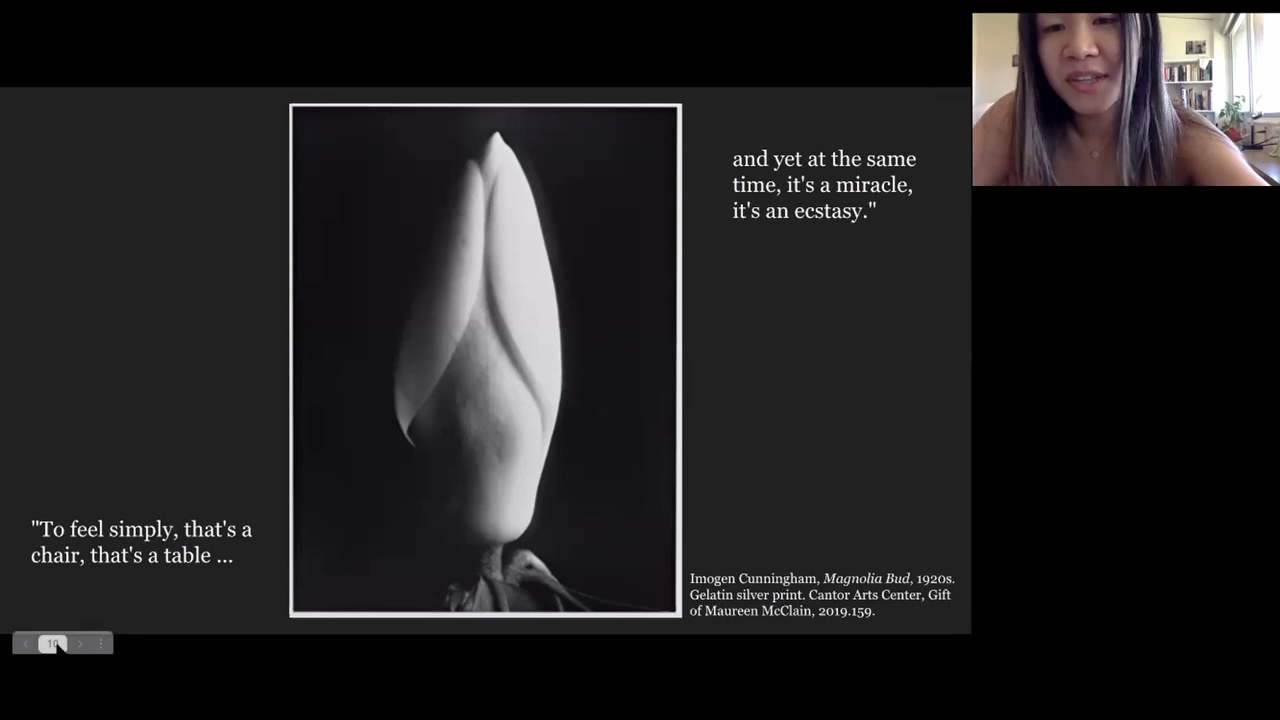 "To feel simply, that's a
chair, that's a table ...
and yet at the same
time, it's a miracle,
it's an ecstasy."
Imogen Cunningham, Magnolia Bud, 1920s.
Gelatin silver print. Cantor Arts Center, Gift
of Maureen McClain, 2019.159.